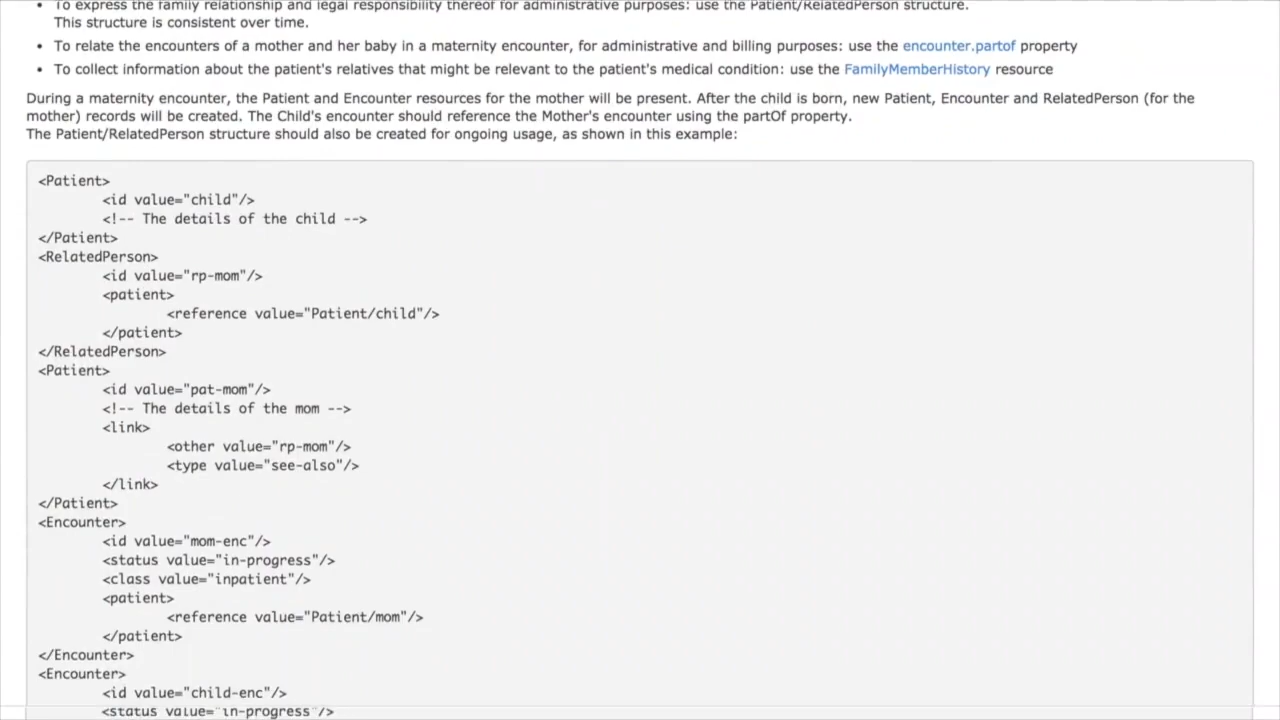 To express the family relationship and legal responsibility thereof for administrative purposes: use the Patient/RelatedPerson structure.
This structure is consistent over time.
• To relate the encounters of a mother and her baby in a maternity encounter, for administrative and billing purposes: use the encounter.partof property
• To collect information about the patient's relatives that might be relevant to the patient's medical condition: use the FamilyMemberHistory resource
During a maternity encounter, the Patient and Encounter resources for the mother will be present. After the child is born, new Patient, Encounter and RelatedPerson (for the
mother) records will be created. The Child's encounter should reference the Mother's encounter using the partOf property.
The Patient/RelatedPerson structure should also be created for ongoing usage, as shown in this example:
<Patient>
<id value="child"/>
<!-- The details of the child -->
</Patient>
<RelatedPerson>
<id value="rp-mom"/>
<patient>
<reference value="Patient/child"/>
</patient>
</RelatedPerson>
<Patient>
<id value="pat-mom"/>
<!-- The details of the mom -->
<link>
<other value="rp-mom"/>
<type value="see-also"/>
</link>
</Patient>
<Encounter>
<id value="mom-enc"/>
<status value="in-progress"/>
<class value="inpatient"/>
<patient>
<reference value="Patient/mom"/>
</patient>
</Encounter>
<Encounter>
<id value="child-enc"/>
<status value="in-progress"/>